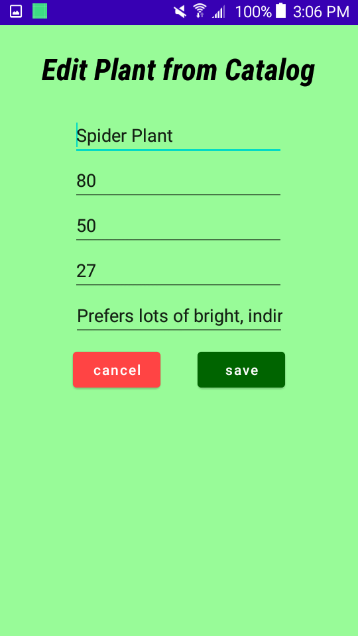 100% 3:06 PM
Edit Plant from Catalog
Spider Plant
80
50
27
Prefers lots of bright, indir
cancel save